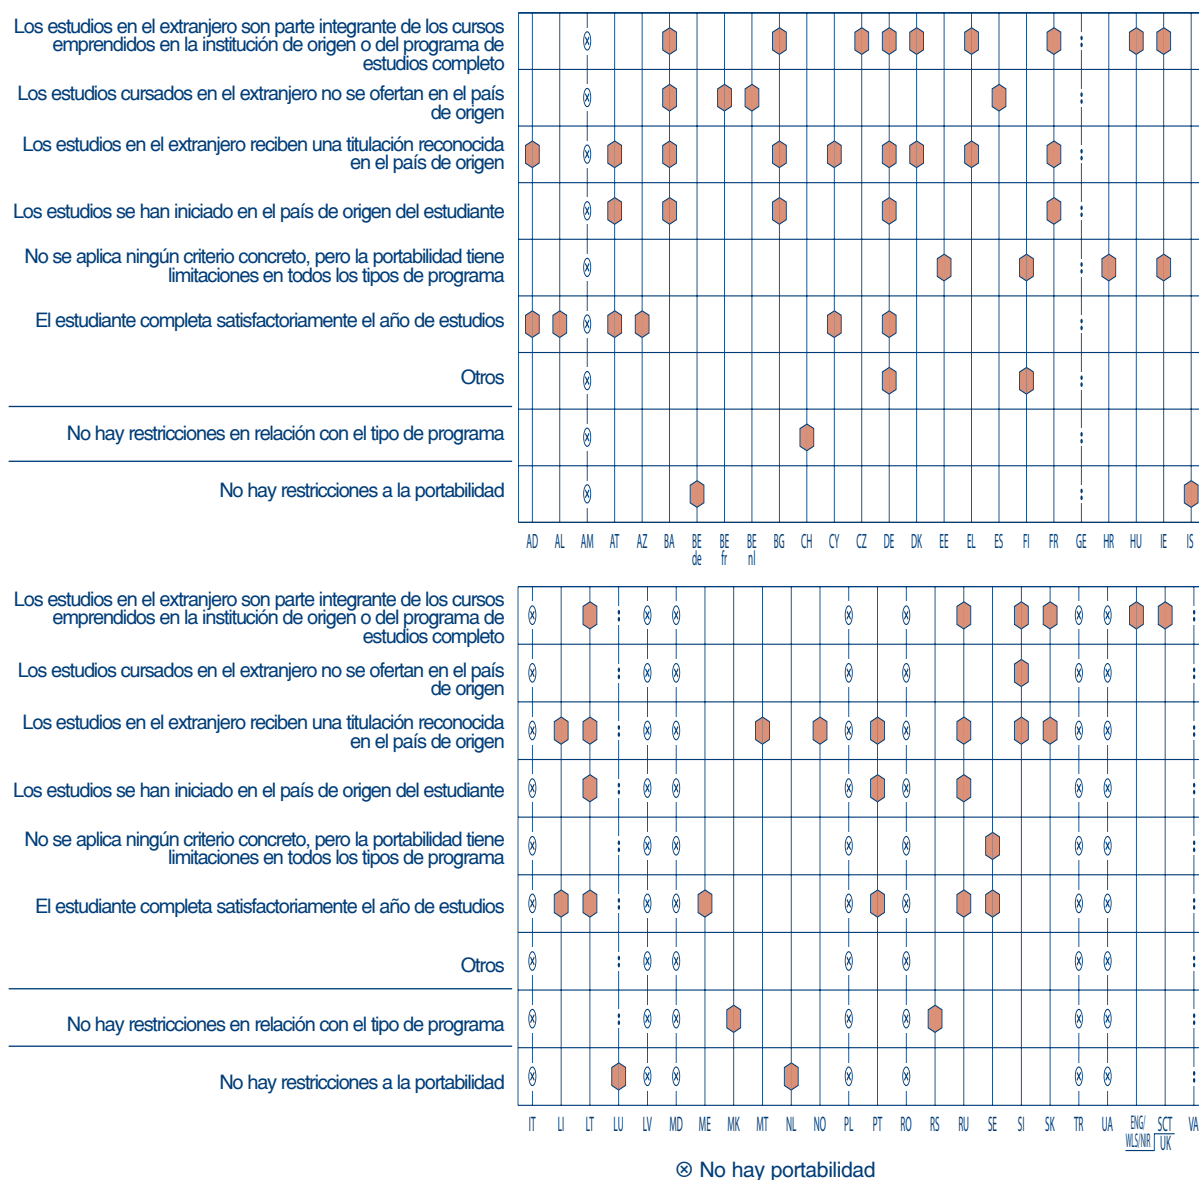 Los estudios en el extranjero son parte integrante de los cursos
emprendidos en la institución de origen o del programa de
estudios completo
Los estudios cursados en el extranjero no se ofertan en el país
de origen
Los estudios en el extranjero reciben una titulación reconocida
en el país de origen
Los estudios se han iniciado en el país de origen del estudiante
No se aplica ningún criterio concreto, pero la portabilidad tiene
limitaciones en todos los tipos de programa
El estudiante completa satisfactoriamente el año de estudios
Otros
No hay restricciones en relación con el tipo de programa
No hay restricciones a la portabilidad
AD AL AM AT AZ BA BE BE BE BG CH CY CZ DE DK EE EL ES FI FR GE HR HU IE IS
de fr nl
Los estudios en el extranjero son parte integrante de los cursos
emprendidos en la institución de origen o del programa de
estudios completo
Los estudios cursados en el extranjero no se ofertan en el país
de origen
Los estudios en el extranjero reciben una titulación reconocida
en el país de origen
Los estudios se han iniciado en el país de origen del estudiante
No se aplica ningún criterio concreto, pero la portabilidad tiene
limitaciones en todos los tipos de programa
El estudiante completa satisfactoriamente el año de estudios
Otros
No hay restricciones en relación con el tipo de programa
No hay restricciones a la portabilidad
IT LI LT LU LV MD ME MK MT NL NO PL PT RO RS RU SE SI SK TR UA ENG/ SCT VA
WLS/NIR UK
⊗ No hay portabilidad